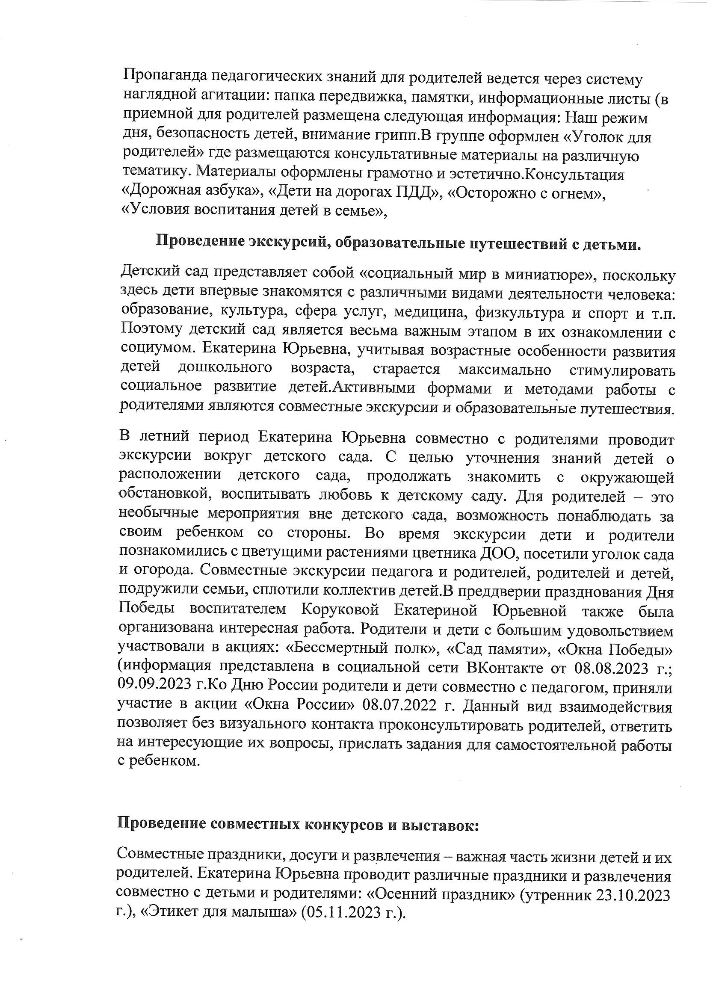 Пропаганда педагогических знаний для родителей ведется через систему
наглядной агитации: папка передвижка, памятки, информационные листы (в
приемной для родителей размещена следующая информация: Наш режим
дня, безопасность детей, внимание грипп.В группе оформлен «Уголок для
родителей» где размещаются консультативные материалы на различную
тематику. Материалы оформлены грамотно и эстетично.Консультация
«Дорожная азбука», «Дети на дорогах ПДД», «Осторожно с огнем»,
«Условия воспитания детей в семье»,
Проведение экскурсий, образовательные путешествий с детьми.
Детский сад представляет собой «социальный мир в миниатюре», поскольку
здесь дети впервые знакомятся с различными видами деятельности человека:
образование, культура, сфера услуг, медицина, физкультура и спорт и т.п.
Поэтому детский сад является весьма важным этапом в их ознакомлении с
социумом. Екатерина Юрьевна, учитывая возрастные особенности развития
детей дошкольного возраста, старается максимально стимулировать
социальное развитие детей.Активными формами и методами работы с
родителями являются совместные экскурсии и образовательные путешествия.
В летний период Екатерина Юрьевна совместно с родителями проводит
экскурсии вокруг детского сада. С целью уточнения знаний детей о
расположении детского сада, продолжать знакомить с окружающей
обстановкой, воспитывать любовь к детскому саду. Для родителей – это
необычные мероприятия вне детского сада, возможность понаблюдать за
своим ребенком со стороны. Во время экскурсии дети и родители
познакомились с цветущими растениями цветника ДОО, посетили уголок сада
и огорода. Совместные экскурсии педагога и родителей, родителей и детей,
подружили семьи, сплотили коллектив детей.В преддверии празднования Дня
Победы воспитателем Коруковой Екатериной Юрьевной также была
организована интересная работа. Родители и дети с большим удовольствием
участвовали в акциях: «Бессмертный полк», «Сад памяти», «Окна Победы»
(информация представлена в социальной сети ВКонтакте от 08.08.2023 г.;
09.09.2023 г.Ко Дню России родители и дети совместно с педагогом, приняли
участие в акции «Окна России» 08.07.2022 г. Данный вид взаимодействия
позволяет без визуального контакта проконсультировать родителей, ответить
на интересующие их вопросы, прислать задания для самостоятельной работы
с ребенком.
Проведение совместных конкурсов и выставок:
Совместные праздники, досуги и развлечения – важная часть жизни детей и их
родителей. Екатерина Юрьевна проводит различные праздники и развлечения
совместно с детьми и родителями: «Осенний праздник» (утренник 23.10.2023
г.), «Этикет для малыша» (05.11.2023 г.).